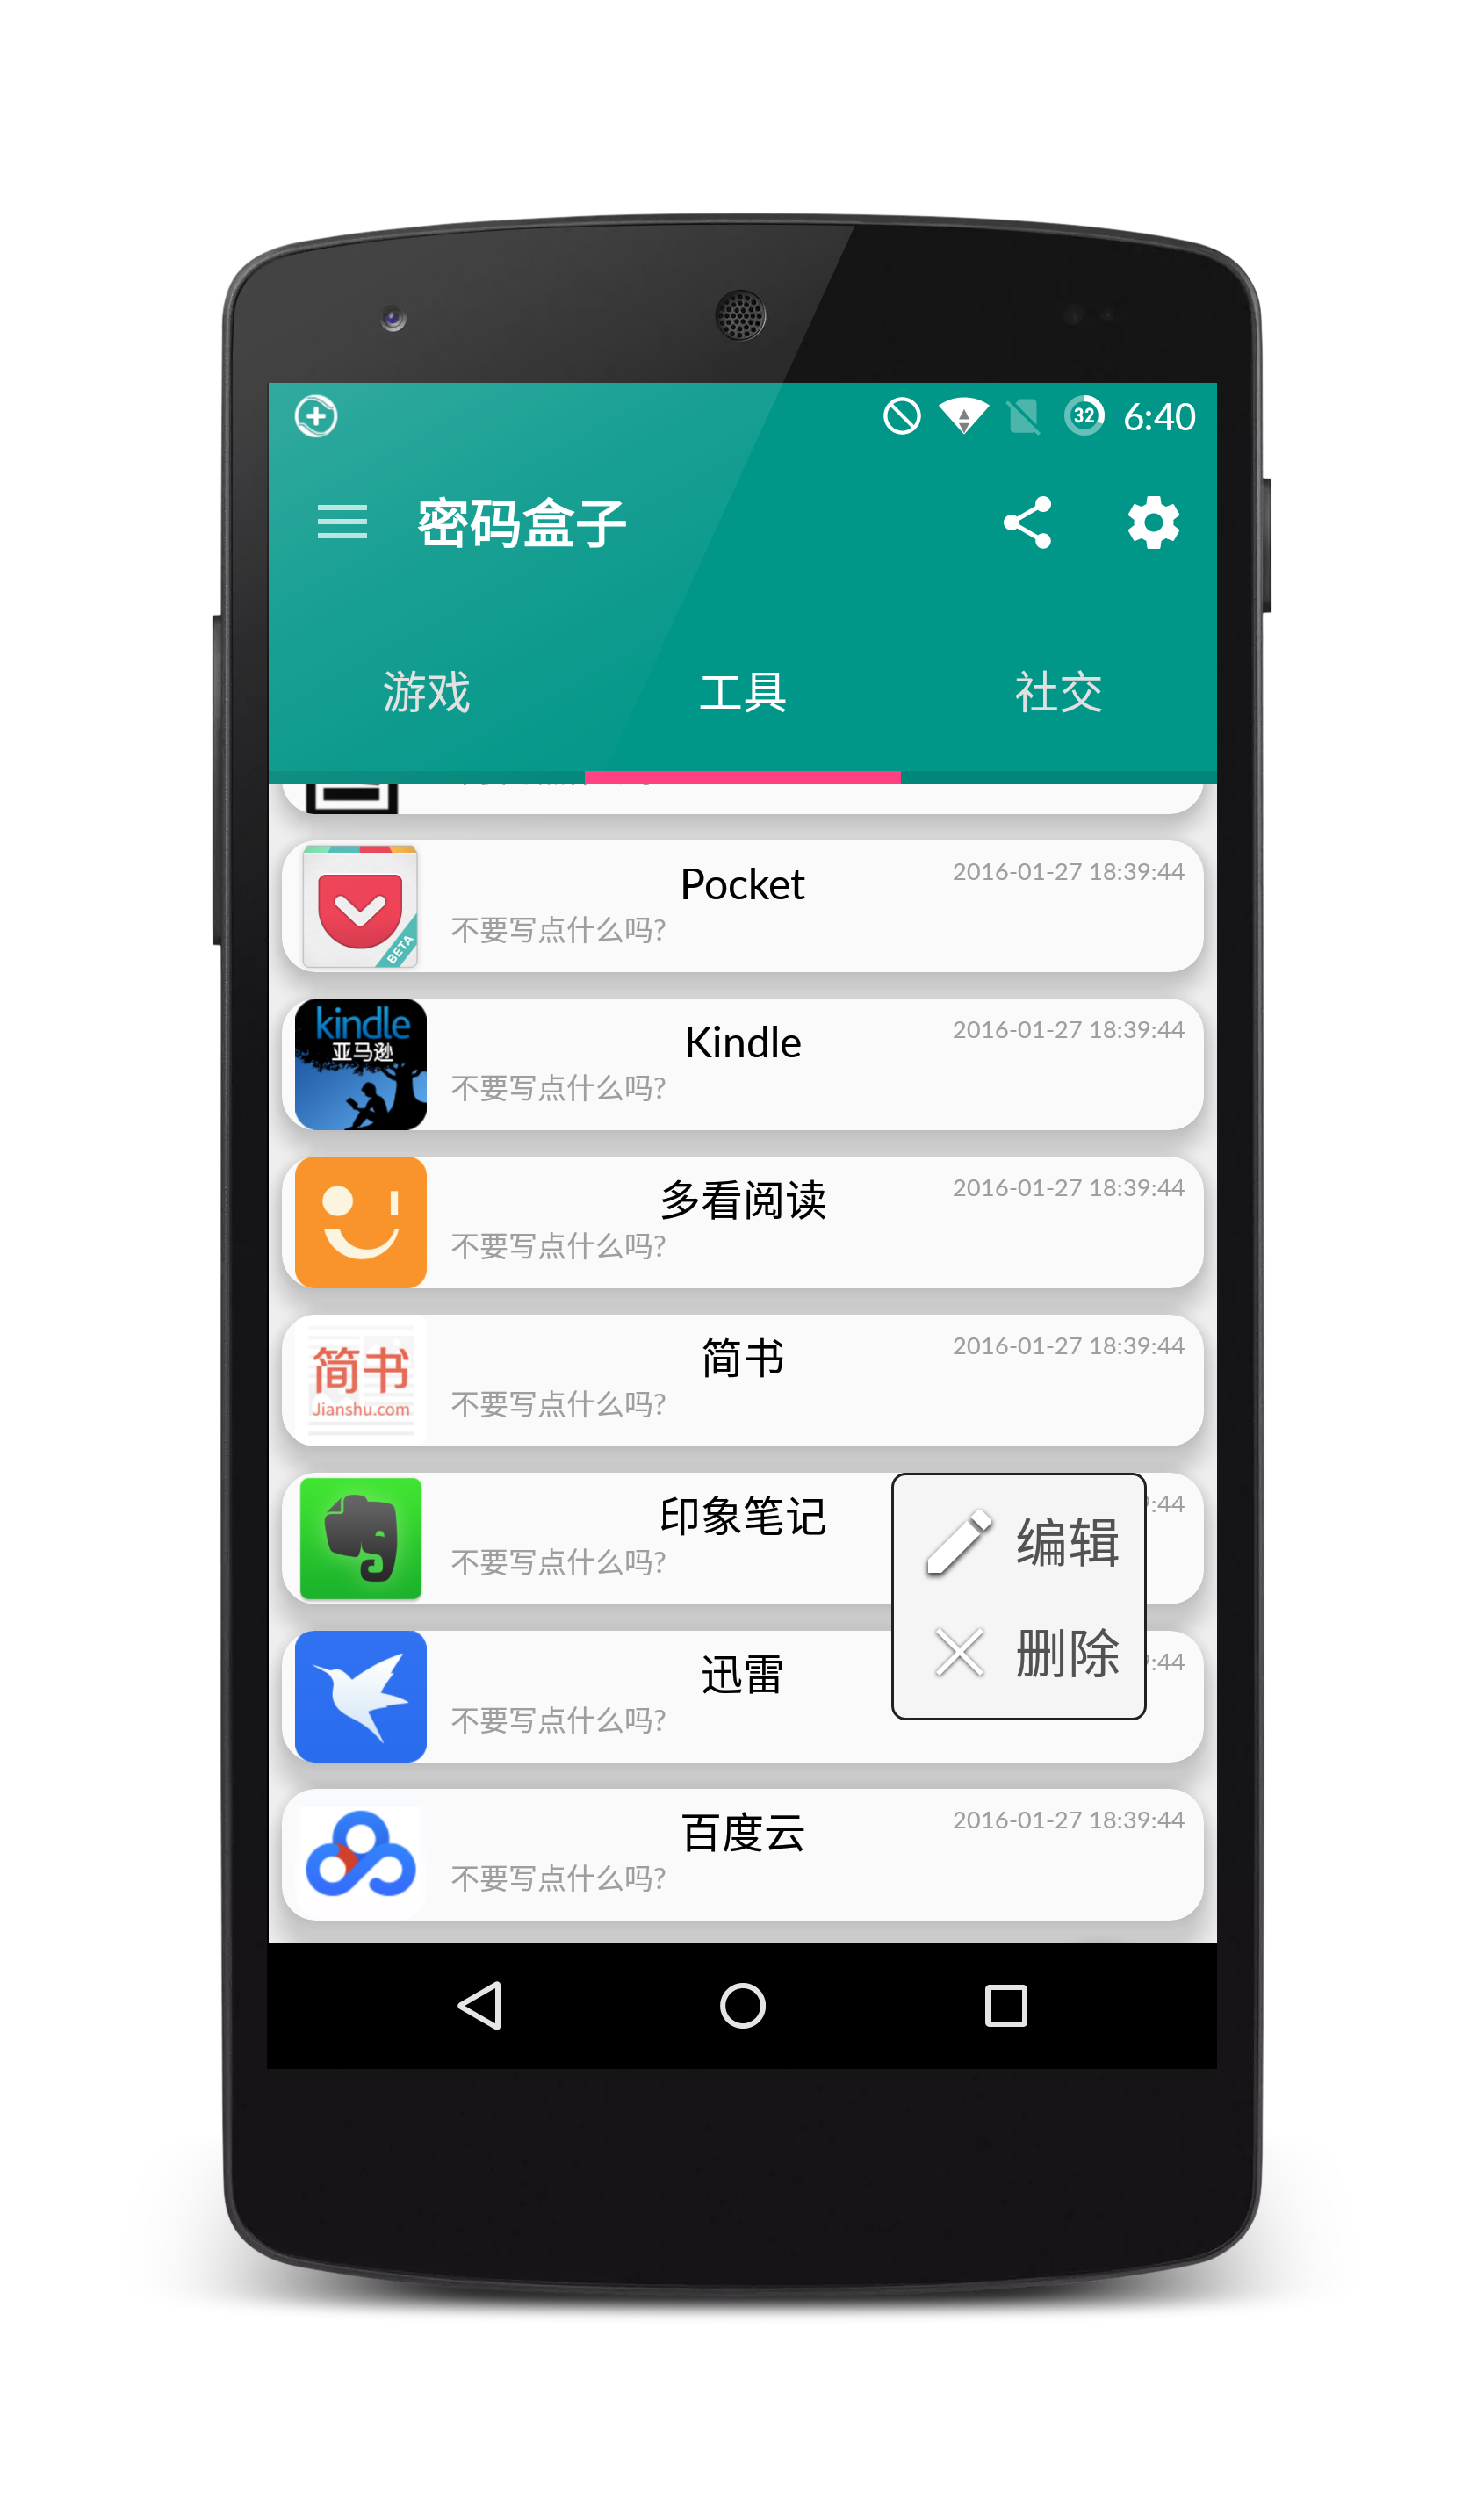 32 6:40
密码盒子
游戏 工具 社交
Pocket 2016-01-27 18:39:44
不要写点什么吗?
BETA
kindle
亚马逊
Kindle 2016-01-27 18:39:44
不要写点什么吗?
多看阅读 2016-01-27 18:39:44
不要写点什么吗?
简书
Jianshu.com
简书 2016-01-27 18:39:44
不要写点什么吗?
印象笔记 :44
不要写点什么吗?
编辑
迅雷 :44
不要写点什么吗?
删除
百度云 2016-01-27 18:39:44
不要写点什么吗?